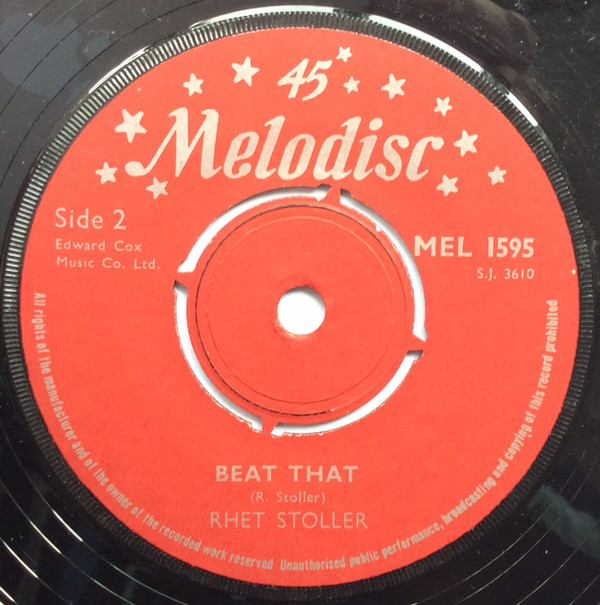 45
Melodisc
Side 2
Edward Cox
Music Co. Ltd.
MEL 1595
S.J. 3610
BEAT THAT
(R. Stoller)
RHET STOLLER
All rights of the manufacturer and of the owner of the recorded work reserved Unauthorised public performance, broadcasting and copying of this record prohibited